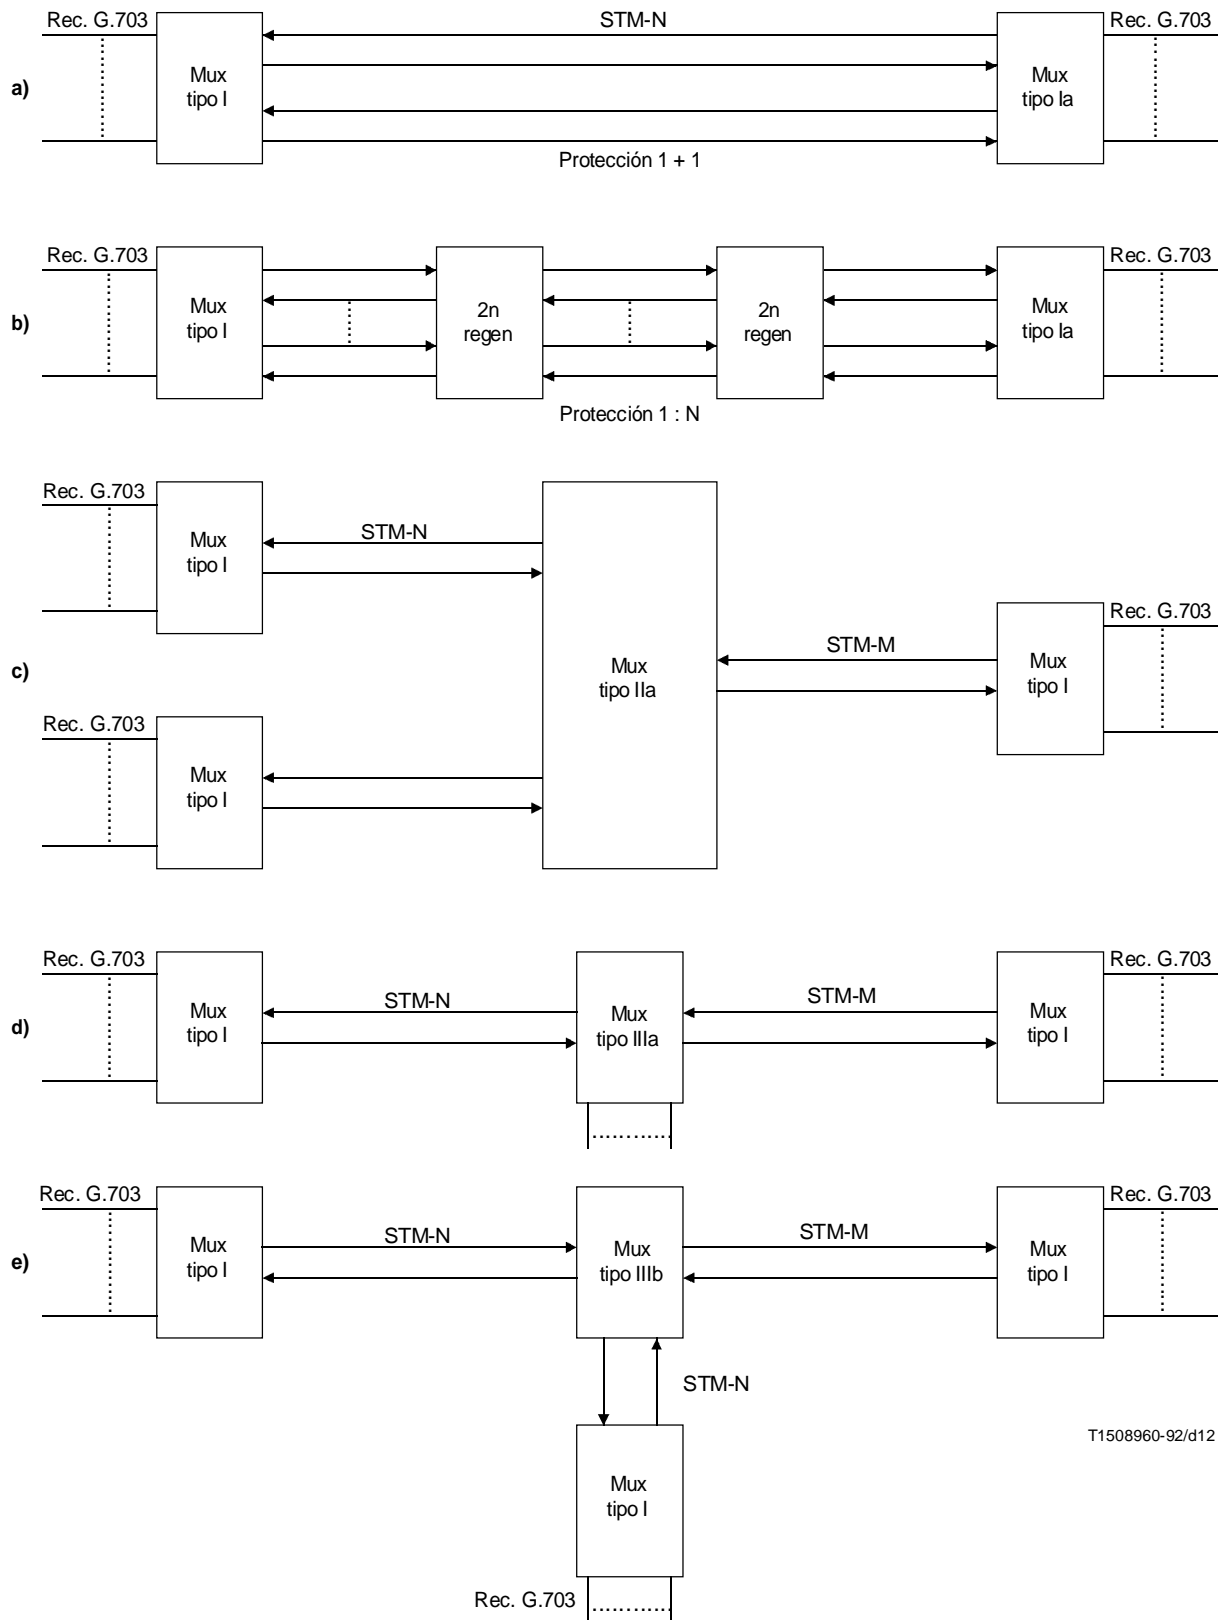 Rec. G.703
STM-N
Rec. G.703
a)
Mux
tipo I
Mux
tipo Ia
Protección 1 + 1
Rec. G.703
Rec. G.703
b)
Mux
tipo I
2n
regen
2n
regen
Mux
tipo Ia
Protección 1 : N
Rec. G.703
Mux
tipo I
STM-N
c)
Mux
tipo IIa
STM-M
Rec. G.703
Mux
tipo I
Rec. G.703
Mux
tipo I
Rec. G.703
Rec. G.703
d)
Mux
tipo I
STM-N
Mux
tipo IIIa
STM-M
Mux
tipo I
............
Rec. G.703
Rec. G.703
e)
Mux
tipo I
STM-N
Mux
tipo IIIb
STM-M
Mux
tipo I
STM-N
T1508960-92/d12
Mux
tipo I
Rec. G.703
............